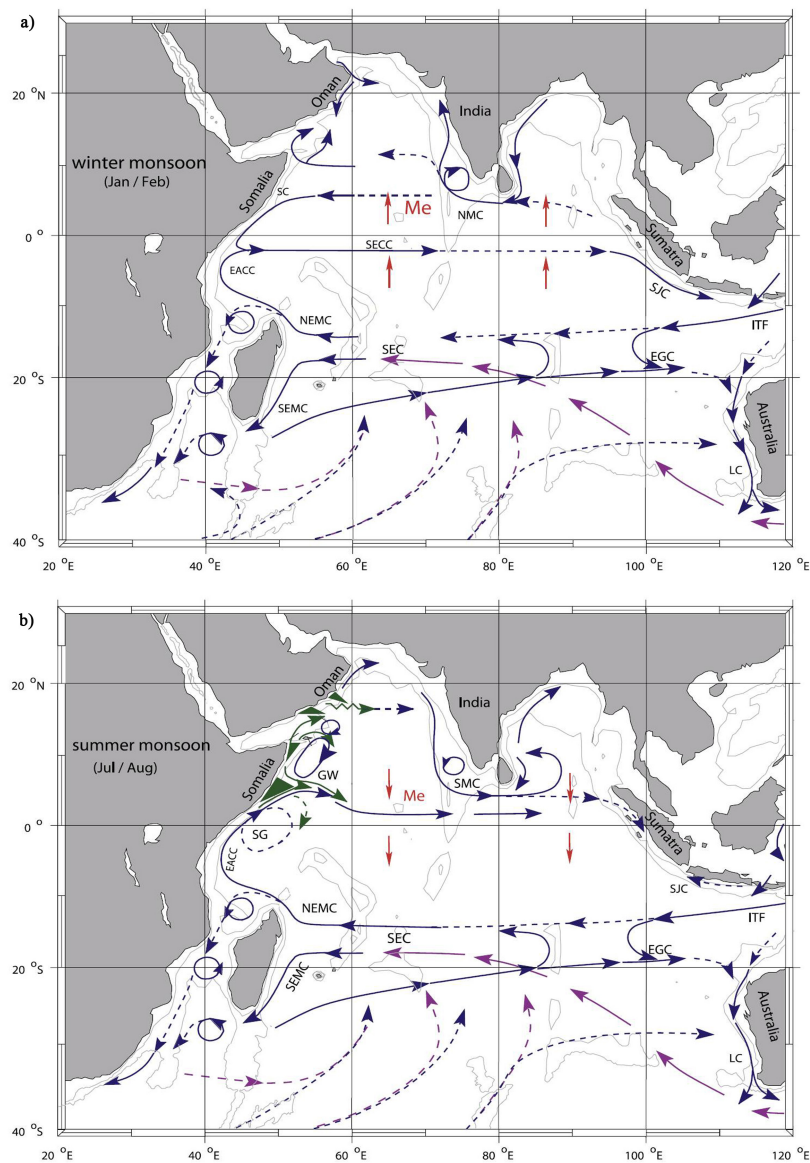 a)
Oman
India
20 °N
winter monsoon
(Jan / Feb)
Somalia
SC
Me
NMC
0 °
SECC
Sumatra
EACC
SJC
NEMC
ITF
SEC
EGC
20 °S
SEMC
Australia
LC
40 °S
20 °E
40 °E
60 °E
80 °E
100 °E
120 °E
b)
Oman
India
20 °N
summer monsoon
(Jul / Aug)
Somalia
GW
SMC
Me
0 °
SG
Sumatra
EACC
SJC
NEMC
ITF
SEC
EGC
20 °S
SEMC
Australia
LC
40 °S
20 °E
40 °E
60 °E
80 °E
100 °E
120 °E